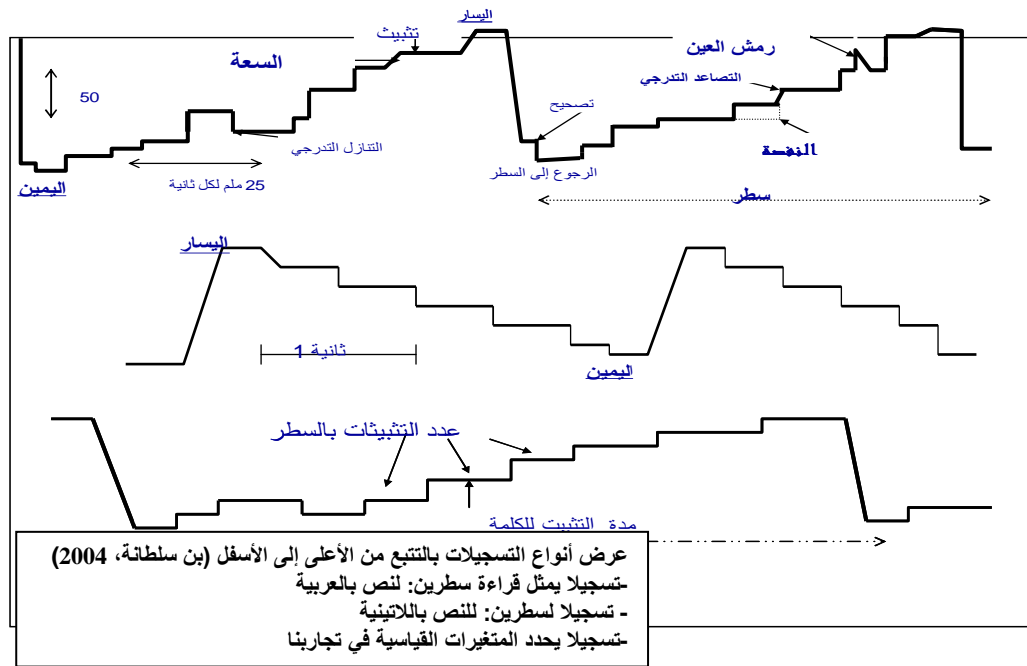 اليسار
تثبيث
السعة
رمش العين
التصاعد التدرجي
50
تصحيح
التنازل التدرجي
النفضة
الرجوع إلى السطر
اليمين
25 ملم لكل ثانية
سطر
اليسار
1 ثانية
اليمين
عدد التثبيثات بالسطر
مدة التثبيت للكلمة
عرض أنواع التسجيلات بالتتبع من الأعلى إلى الأسفل (بن سلطانة، 2004)
-تسجيلا يمثل قراءة سطرين: لنص بالعربية
- تسجيلا لسطرين: للنص باللاتينية
-تسجيلا يحدد المتغيرات القياسية في تجاربنا